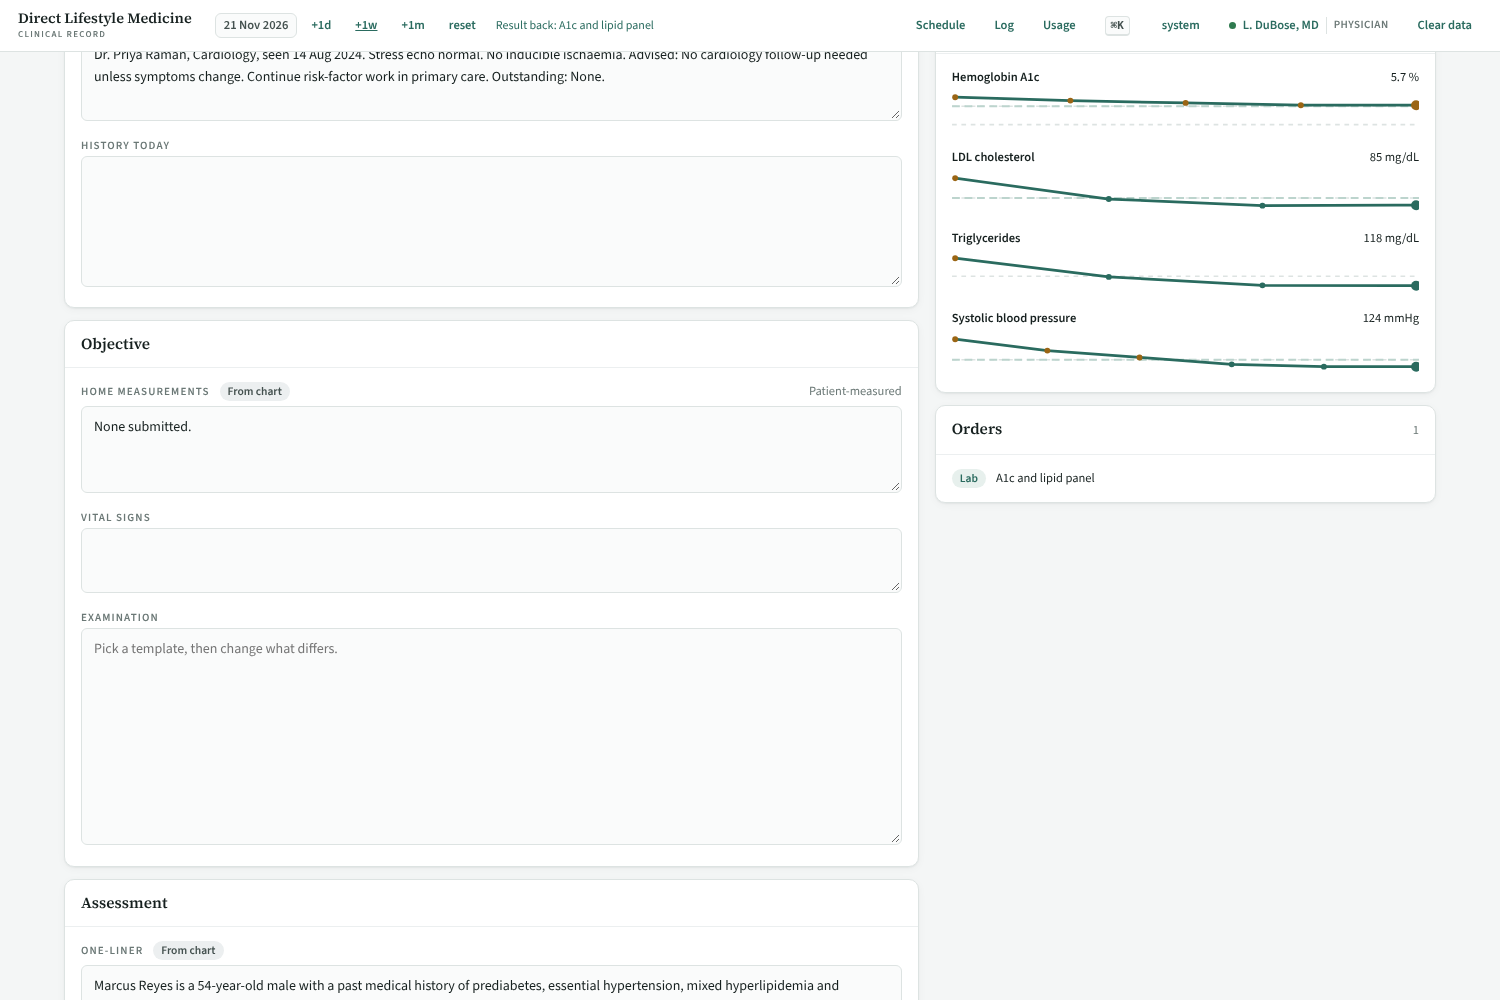 Direct Lifestyle Medicine
CLINICAL RECORD
21 Nov 2026
+1d
+1w
+1m
reset
Result back: A1c and lipid panel
Schedule
Log
Usage
⌘K
system
L. DuBose, MD
PHYSICIAN
Clear data
Dr. Priya Raman, Cardiology, seen 14 Aug 2024. Stress echo normal. No inducible ischaemia. Advised: No cardiology follow-up needed
unless symptoms change. Continue risk-factor work in primary care. Outstanding: None.
HISTORY TODAY
Objective
HOME MEASUREMENTS
From chart
Patient-measured
None submitted.
VITAL SIGNS
EXAMINATION
Pick a template, then change what differs.
Assessment
ONE-LINER
From chart
Marcus Reyes is a 54-year-old male with a past medical history of prediabetes, essential hypertension, mixed hyperlipidemia and
Hemoglobin A1c
5.7 %
LDL cholesterol
85 mg/dL
Triglycerides
118 mg/dL
Systolic blood pressure
124 mmHg
Orders
1
Lab
A1c and lipid panel